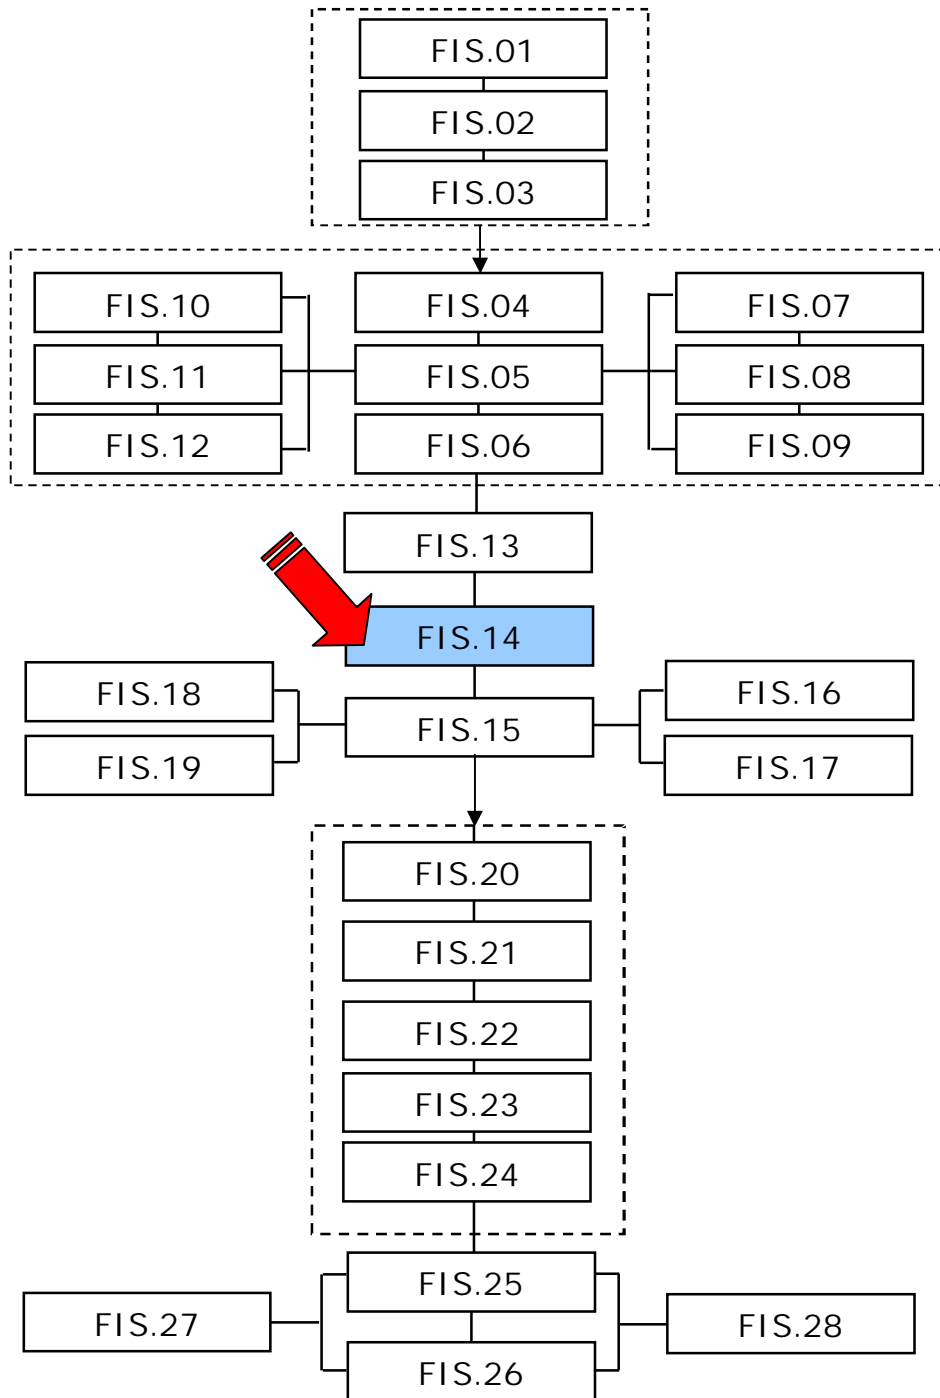 FIS.01
FIS.02
FIS.03
FIS.10 FIS.04 FIS.07
FIS.11 FIS.05 FIS.08
FIS.12 FIS.06 FIS.09
FIS.13
FIS.14
FIS.18 FIS.15 FIS.16
FIS.19 FIS.17
FIS.20
FIS.21
FIS.22
FIS.23
FIS.24
FIS.25
FIS.27 FIS.28
FIS.26